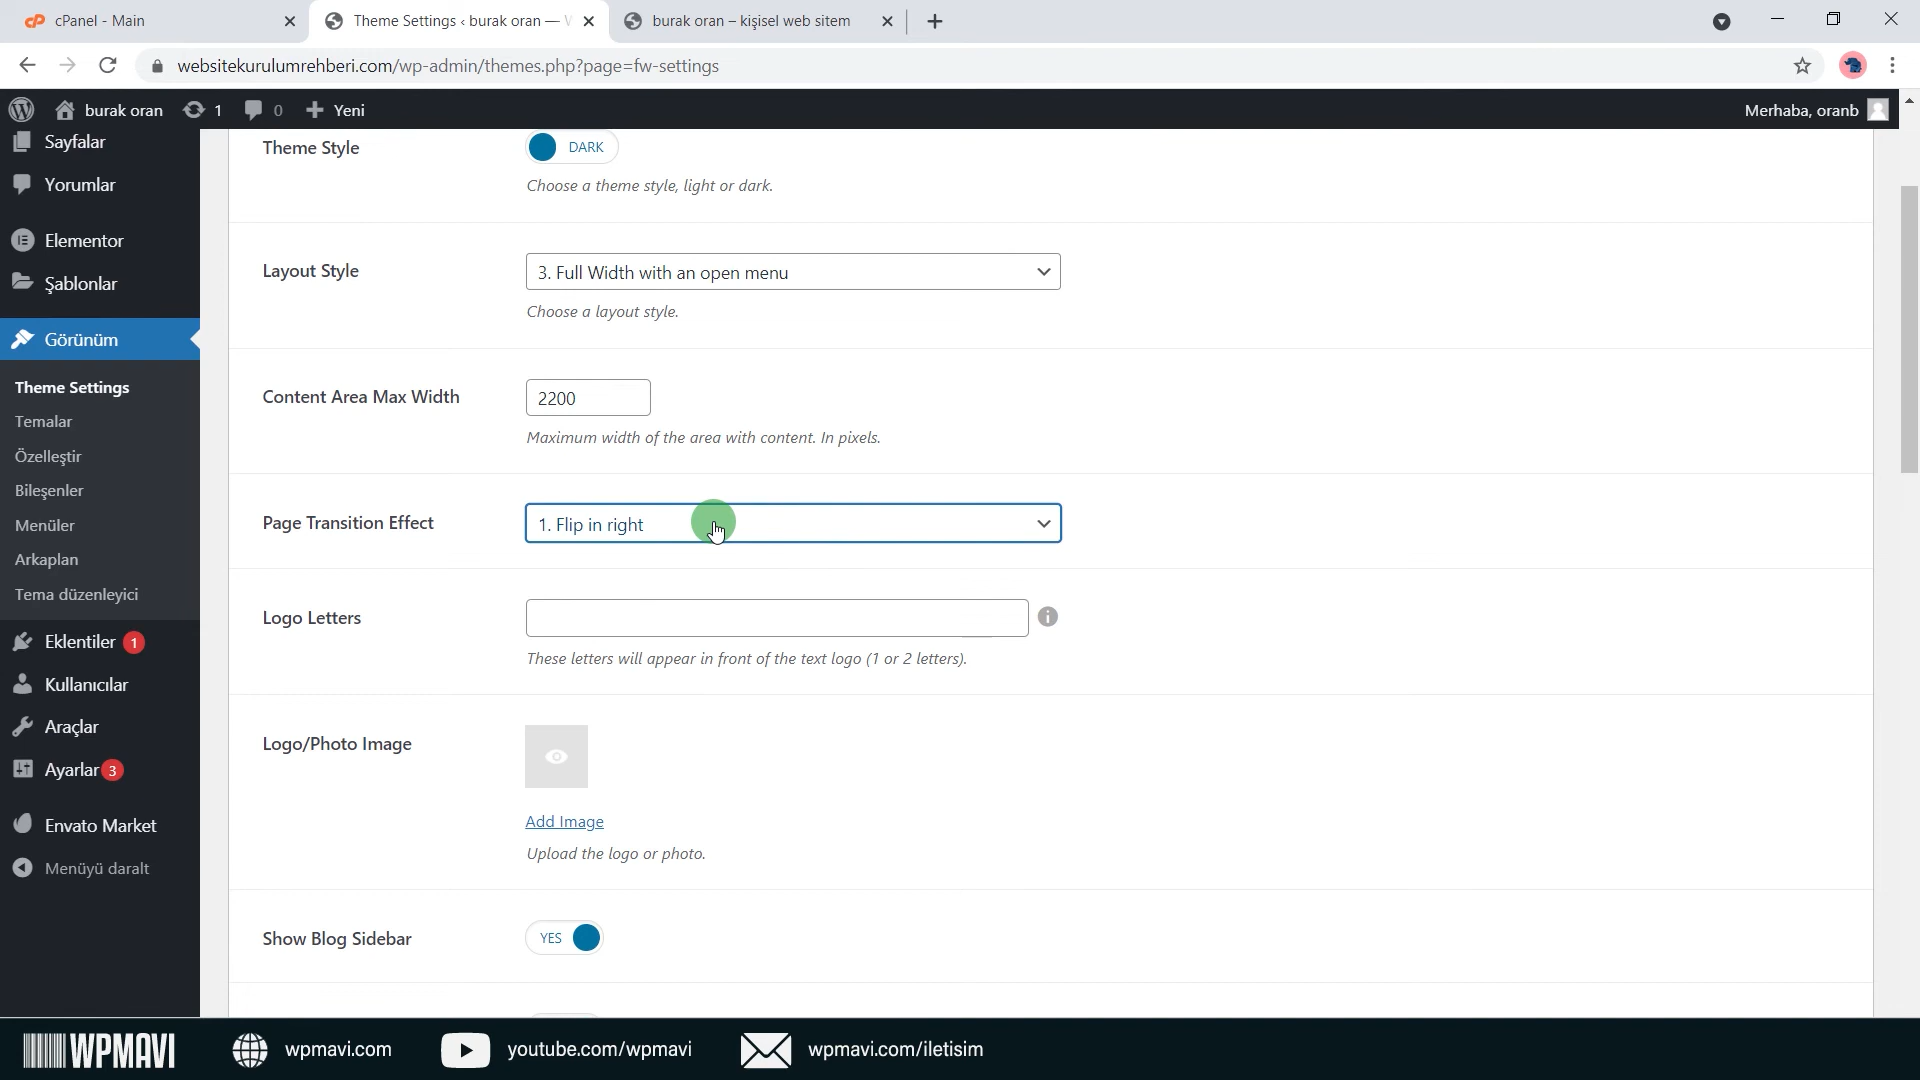 cPanel - Main
Theme Settings ‹ burak oran —
burak oran – kişisel web sitem
websitekurulumrehberi.com/wp-admin/themes.php?page=fw-settings
burak oran
1
0
Yeni
Merhaba, oranb
Sayfalar
Yorumlar
Elementor
Şablonlar
Görünüm
Theme Settings
Temalar
Özelleştir
Bileşenler
Menüler
Arkaplan
Tema düzenleyici
Eklentiler 1
Kullanıcılar
Araçlar
Ayarlar 3
Envato Market
Menüyü daralt
Theme Style
DARK
Choose a theme style, light or dark.
Layout Style
3. Full Width with an open menu
Choose a layout style.
Content Area Max Width
2200
Maximum width of the area with content. In pixels.
Page Transition Effect
1. Flip in right
Logo Letters
These letters will appear in front of the text logo (1 or 2 letters).
Logo/Photo Image
Add Image
Upload the logo or photo.
Show Blog Sidebar
YES
WPMAVI
wpmavi.com
youtube.com/wpmavi
wpmavi.com/iletisim